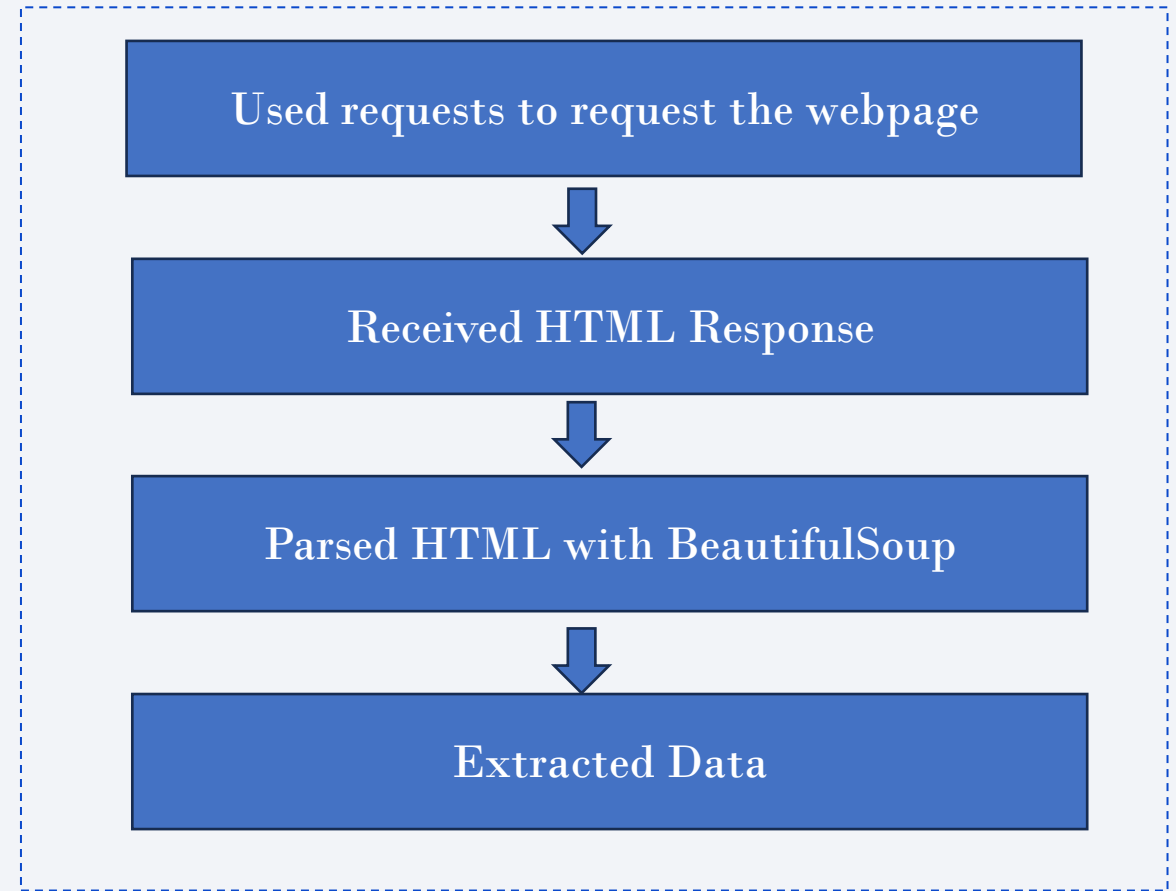 Used requests to request the webpage
Received HTML Response
Parsed HTML with BeautifulSoup
Extracted Data